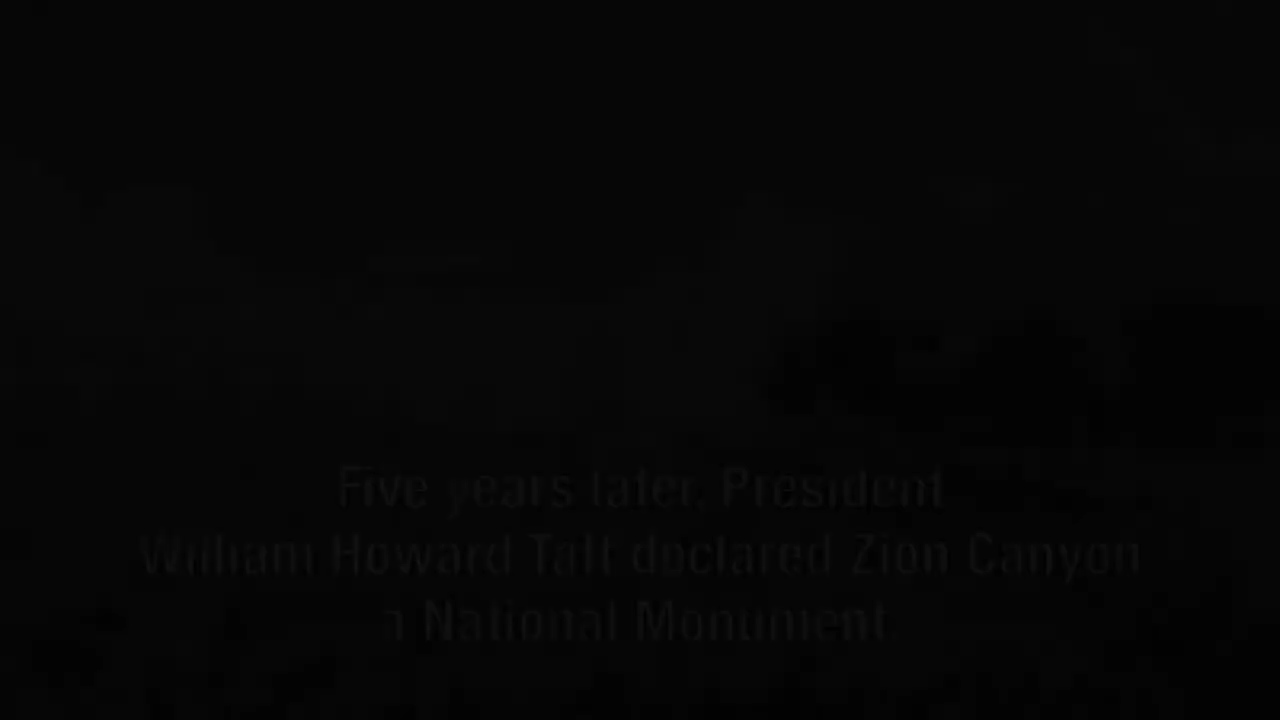 Five years later, President
William Howard Taft declared Zion Canyon
a National Monument.